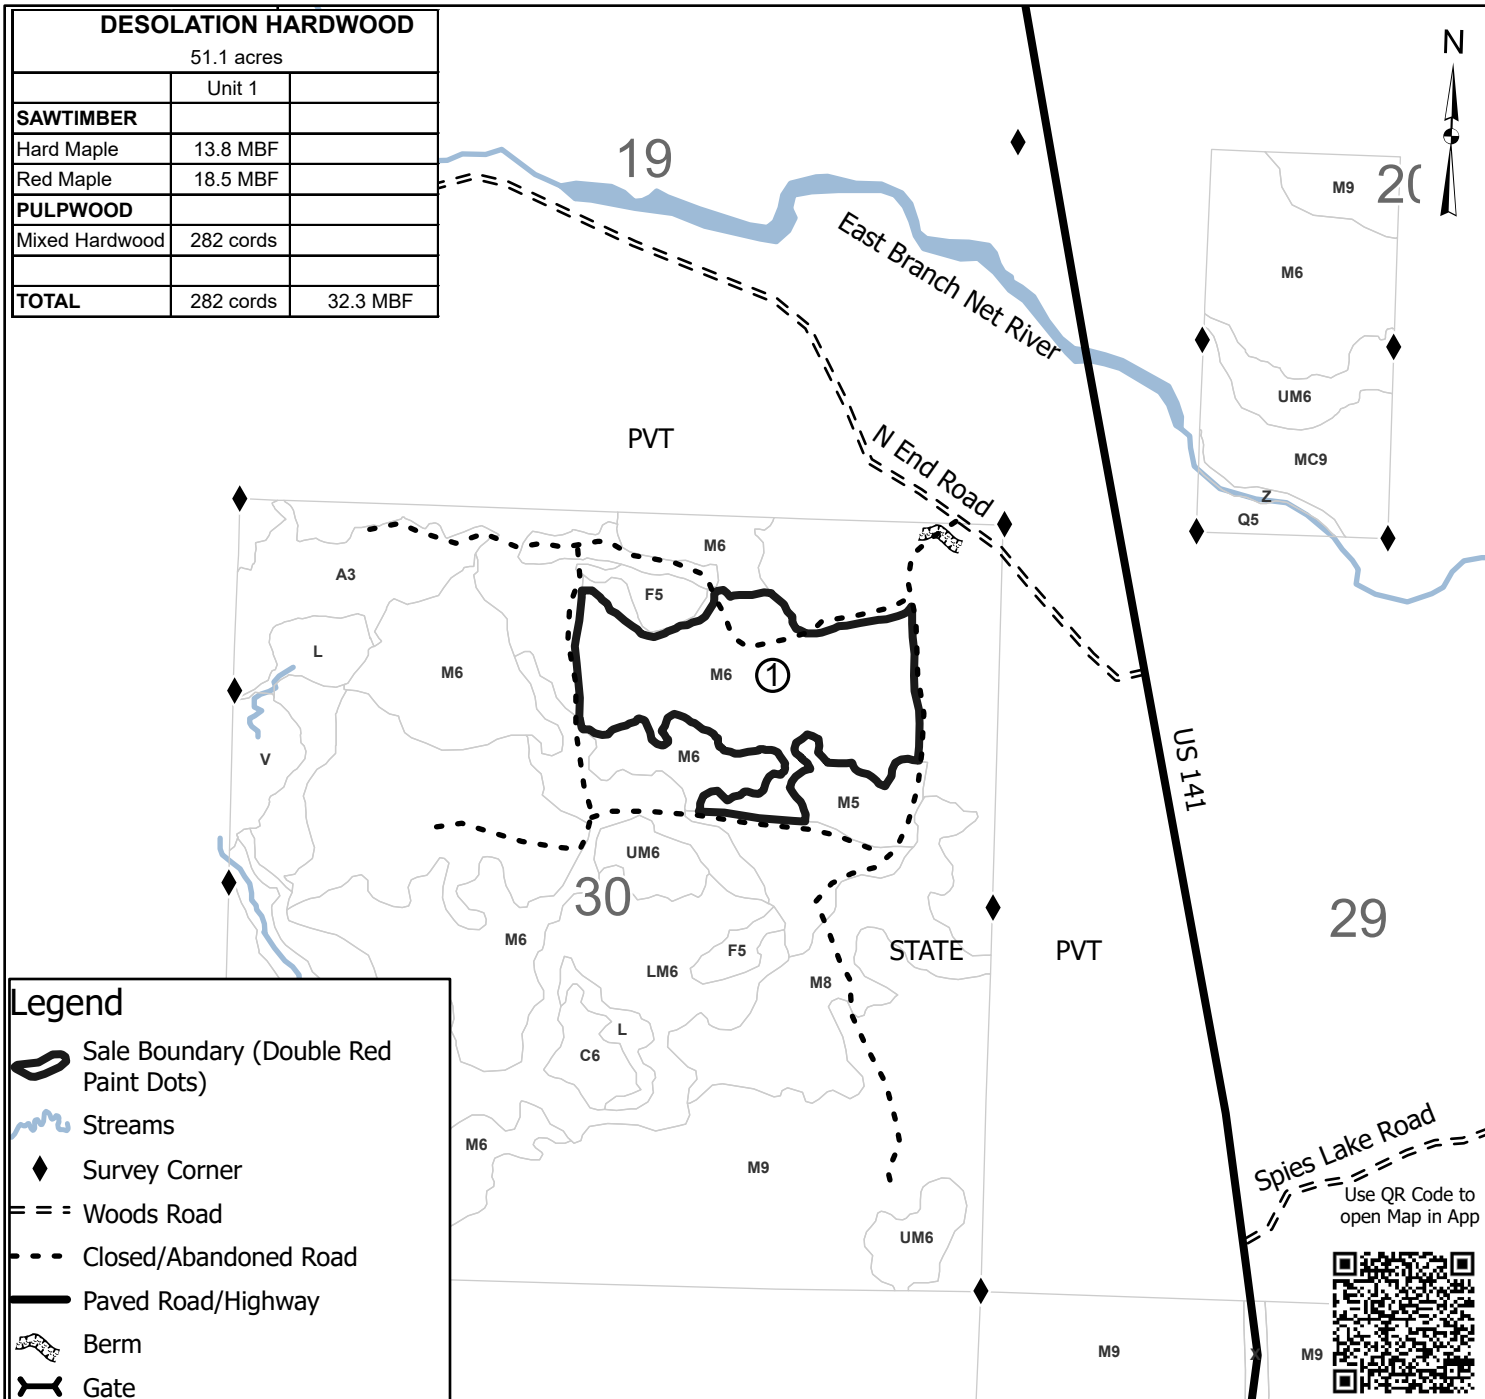 DESOLATION HARDWOOD
51.1 acres
Unit 1
SAWTIMBER
Hard Maple 13.8 MBF
Red Maple 18.5 MBF
PULPWOOD
Mixed Hardwood 282 cords
TOTAL 282 cords 32.3 MBF
N
19
20
M9
M6
UM6
MC9
Z
Q5
East Branch Net River
N End Road
PVT
M6
A3
F5
L
M6
M6
1
V
M6
M5
US 141
UM6
30
29
M6
F5
STATE
PVT
LM6
M8
L
C6
M6
M9
UM6
Spies Lake Road
Use QR Code to
open Map in App
M9
X
M9
Legend
Sale Boundary (Double Red
Paint Dots)
Streams
Survey Corner
Woods Road
Closed/Abandoned Road
Paved Road/Highway
Berm
Gate